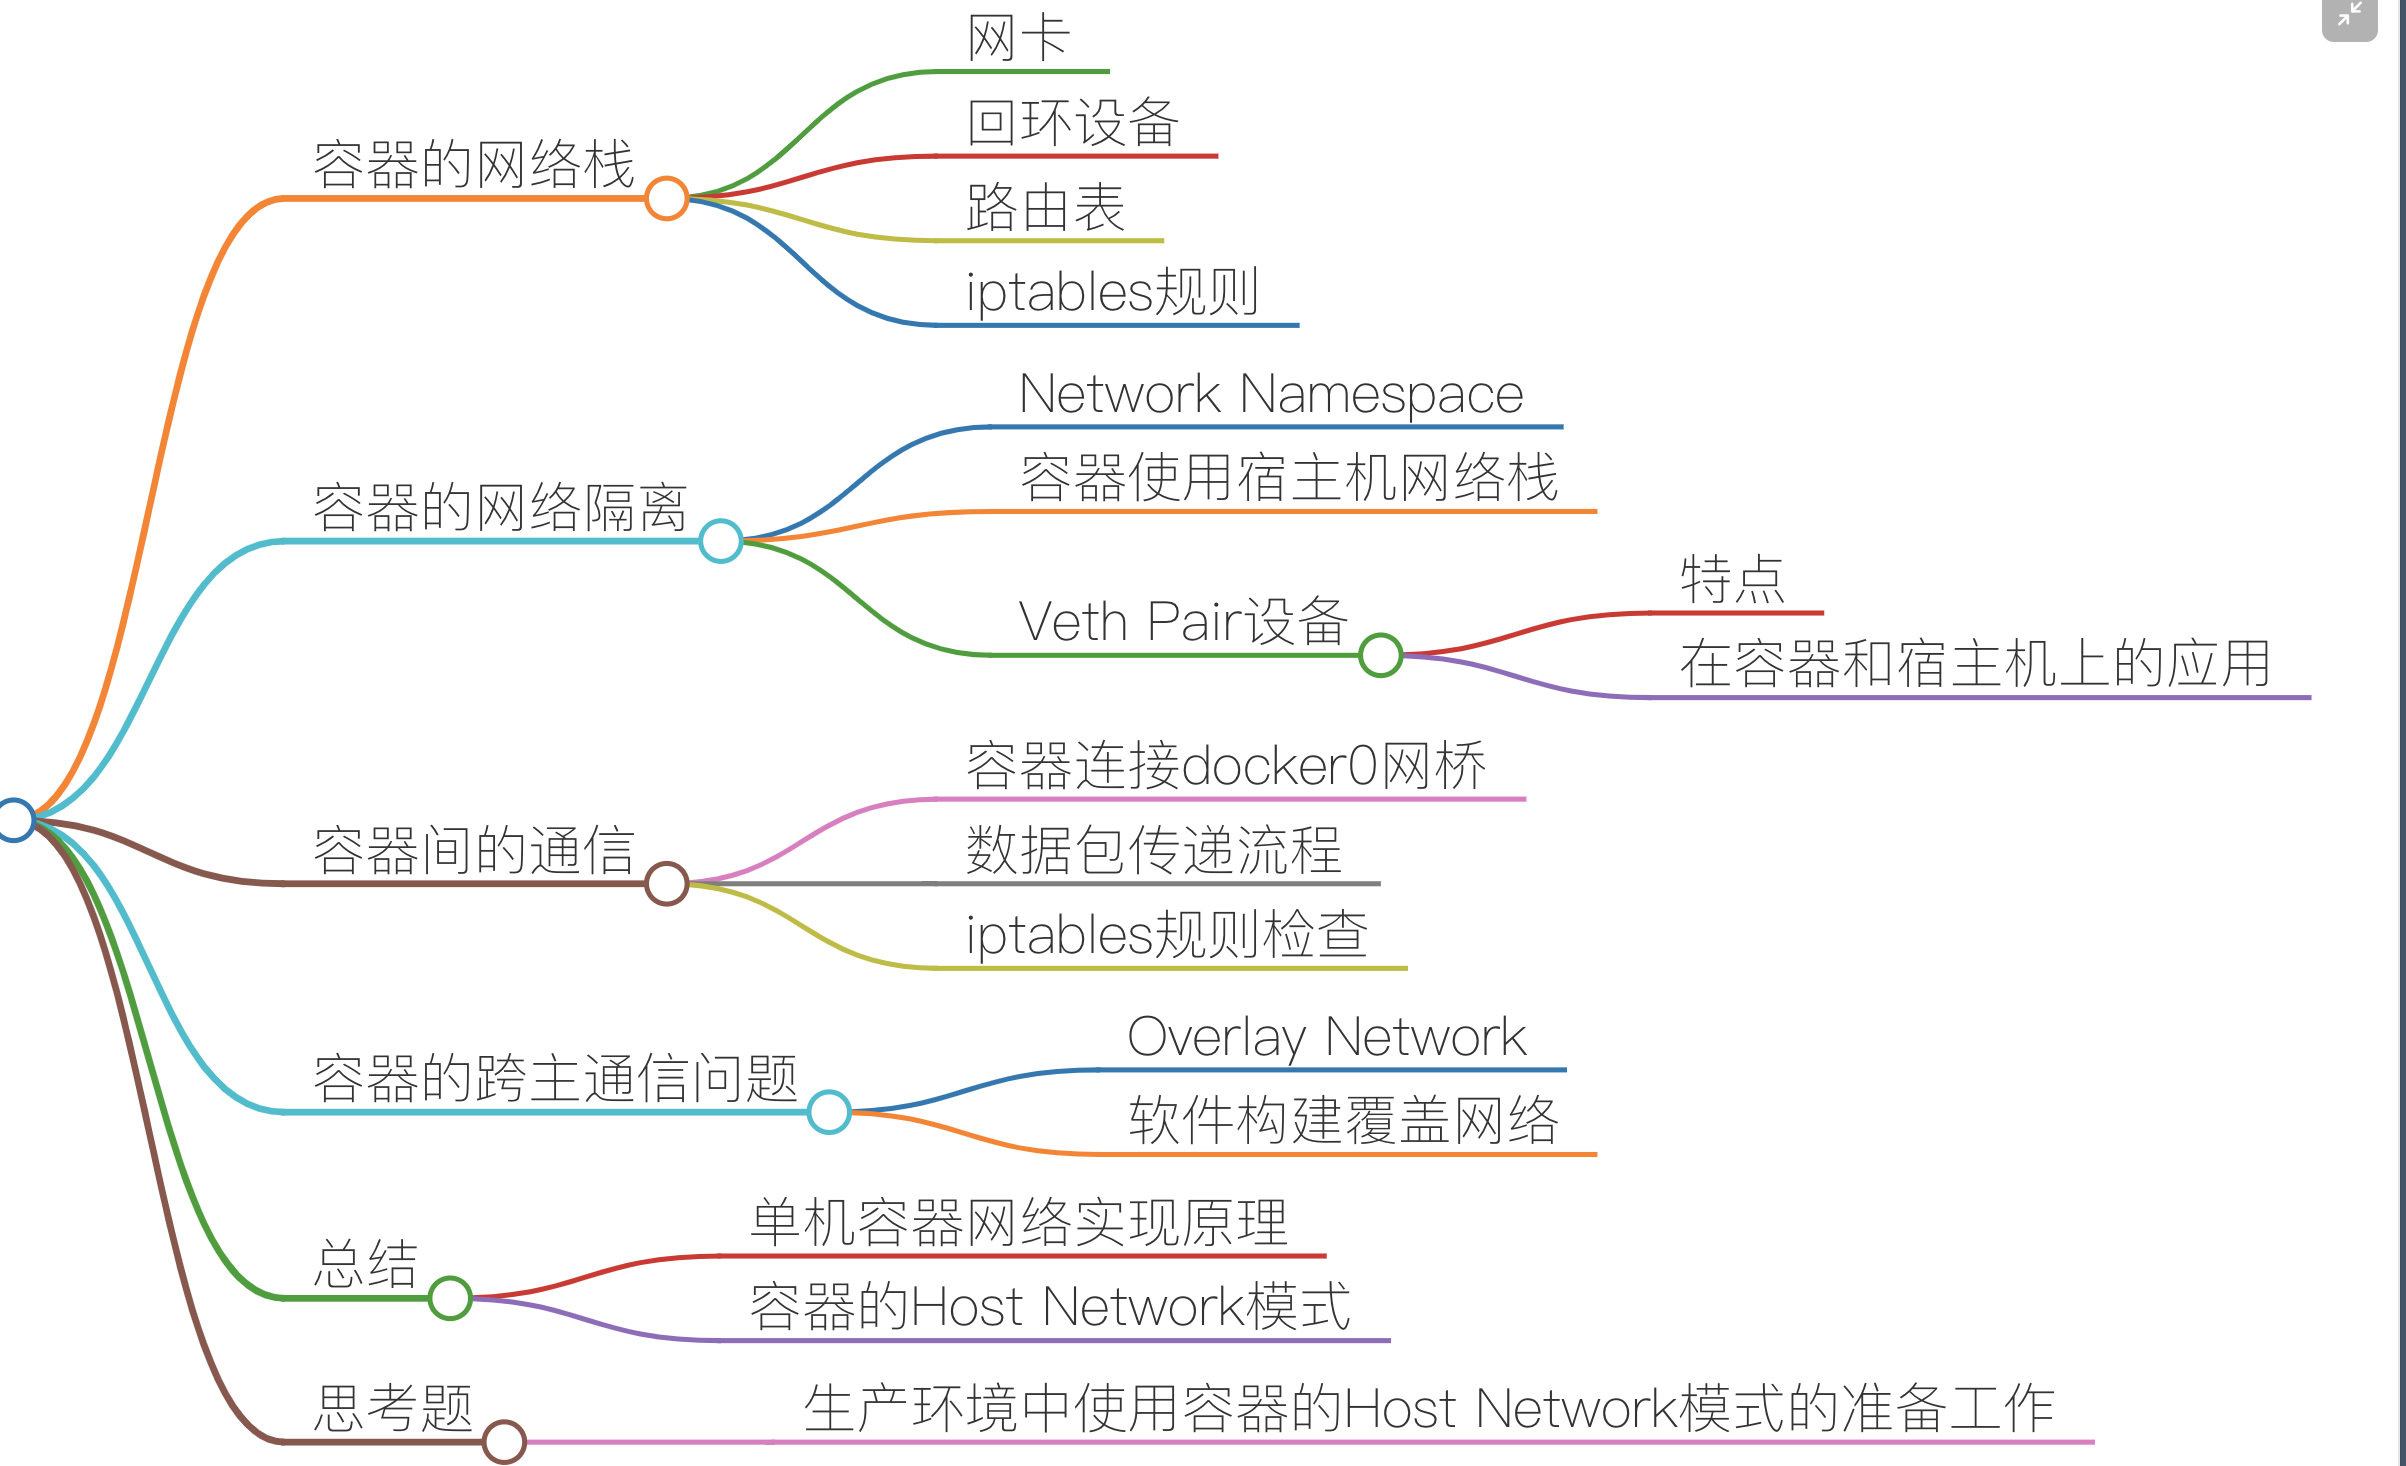 容器的网络栈
网卡
回环设备
路由表
iptables规则
容器的网络隔离
Network Namespace
容器使用宿主机网络栈
Veth Pair设备
特点
在容器和宿主机上的应用
容器间的通信
容器连接docker0网桥
数据包传递流程
iptables规则检查
容器的跨主通信问题
Overlay Network
软件构建覆盖网络
总结
单机容器网络实现原理
容器的Host Network模式
思考题
生产环境中使用容器的Host Network模式的准备工作